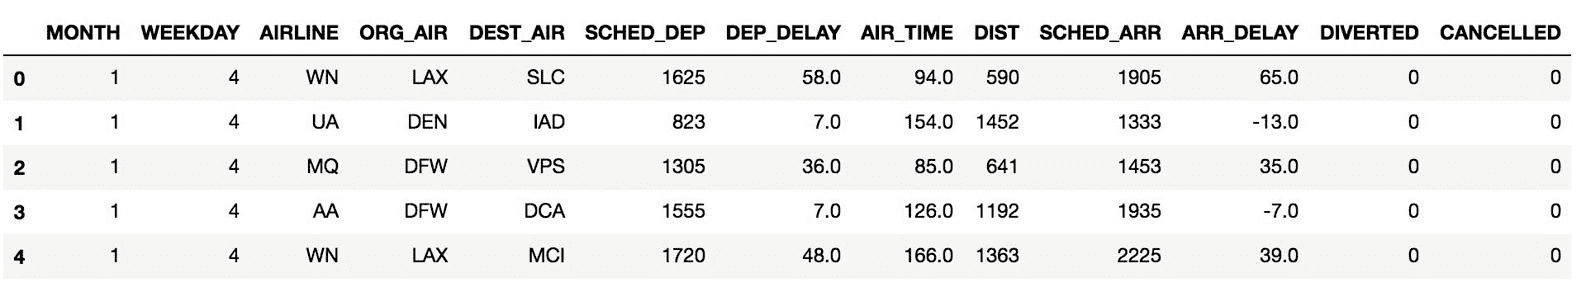 MONTH WEEKDAY AIRLINE ORG_AIR DEST_AIR SCHED_DEP DEP_DELAY AIR_TIME DIST SCHED_ARR ARR_DELAY DIVERTED CANCELLED
0 1 4 WN LAX SLC 1625 58.0 94.0 590 1905 65.0 0 0
1 1 4 UA DEN IAD 823 7.0 154.0 1452 1333 -13.0 0 0
2 1 4 MQ DFW VPS 1305 36.0 85.0 641 1453 35.0 0 0
3 1 4 AA DFW DCA 1555 7.0 126.0 1192 1935 -7.0 0 0
4 1 4 WN LAX MCI 1720 48.0 166.0 1363 2225 39.0 0 0